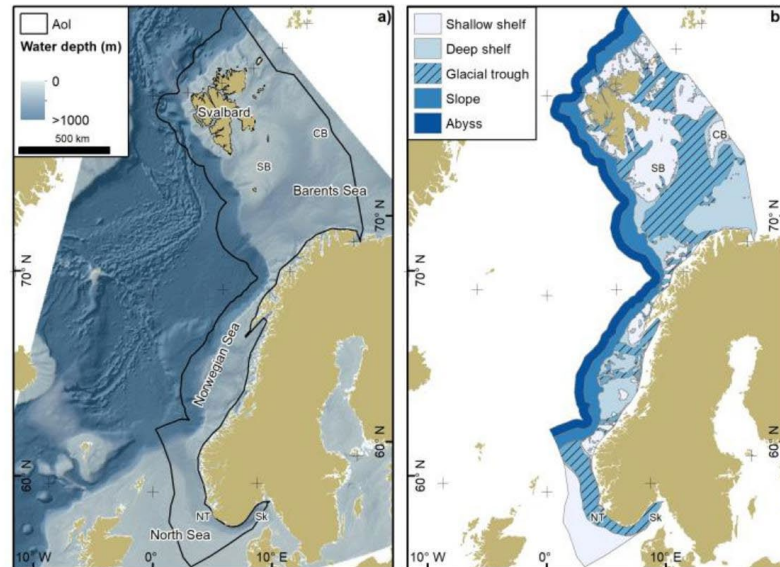 a)
AoI
Water depth (m)
0
>1000
500 km
Svalbard
CB
SB
Barents Sea
70° N
70° N
Norwegian Sea
60° N
60° N
NT
Sk
North Sea
10° W
0°
10° E
b)
Shallow shelf
Deep shelf
Glacial trough
Slope
Abyss
CB
SB
70° N
70° N
60° N
60° N
NT
Sk
0°
10° E